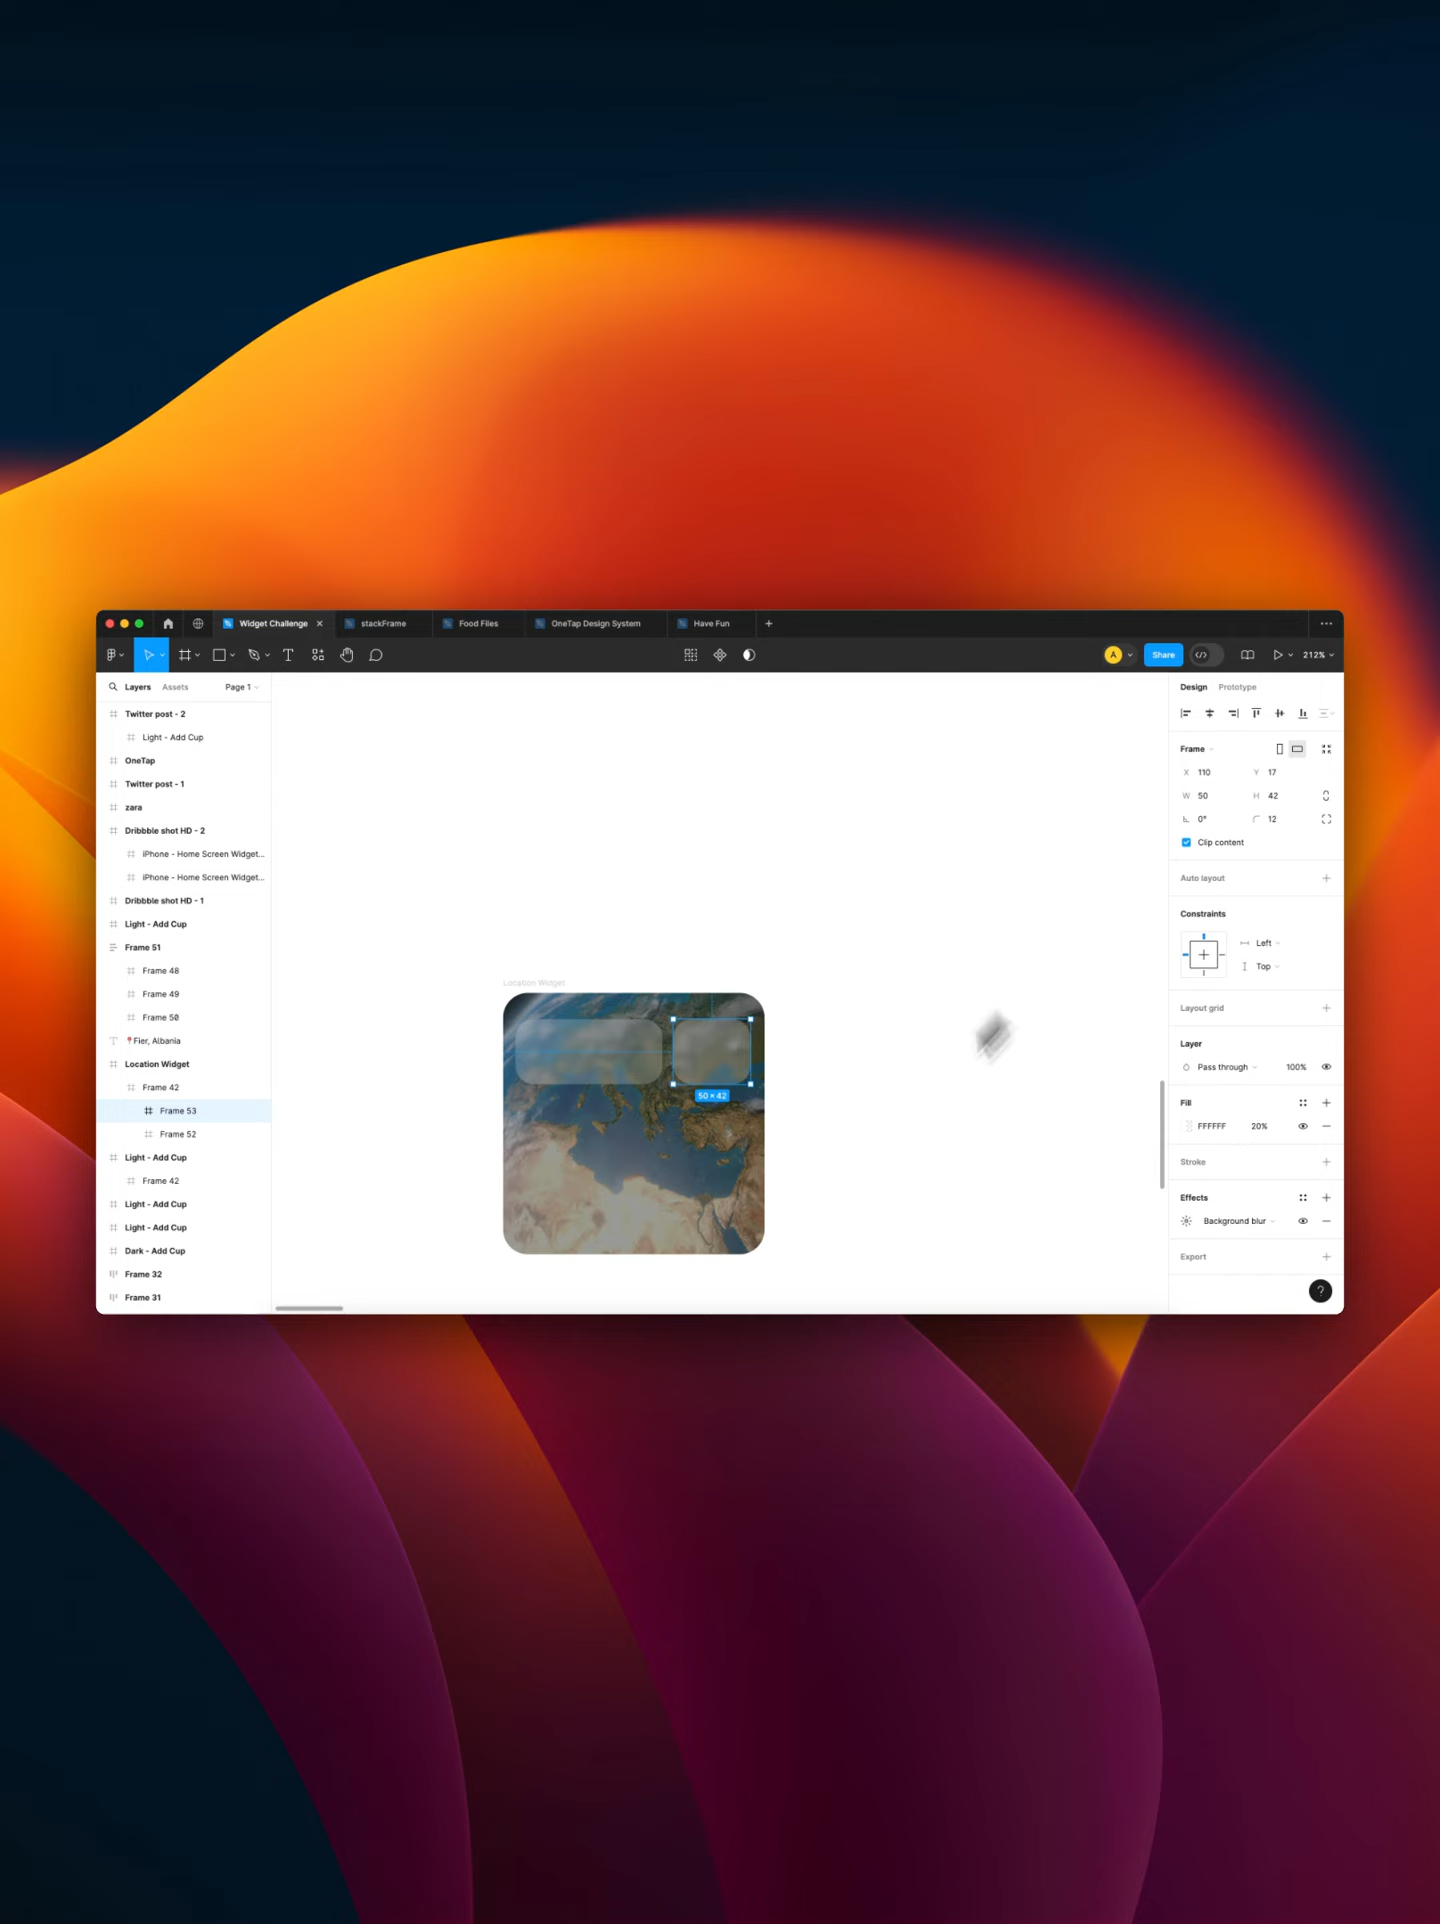 Widget Challenge
stackFrame
Food Files
OneTap Design System
Have Fun
A
Share
212%
Layers
Assets
Page 1
Twitter post - 2
Light - Add Cup
OneTap
Twitter post - 1
zara
Dribbble shot HD - 2
iPhone - Home Screen Widget...
iPhone - Home Screen Widget...
Dribbble shot HD - 1
Light - Add Cup
Frame 51
Frame 48
Frame 49
Frame 50
📍Fier, Albania
Location Widget
Frame 42
Frame 53
Frame 52
Light - Add Cup
Frame 42
Light - Add Cup
Light - Add Cup
Dark - Add Cup
Frame 32
Frame 31
Location Widget
50 × 42
Design
Prototype
Frame
X 110
Y 17
W 50
H 42
0°
12
Clip content
Auto layout
Constraints
Left
Top
Layout grid
Layer
Pass through
100%
Fill
FFFFFF
20%
Stroke
Effects
Background blur
Export
?